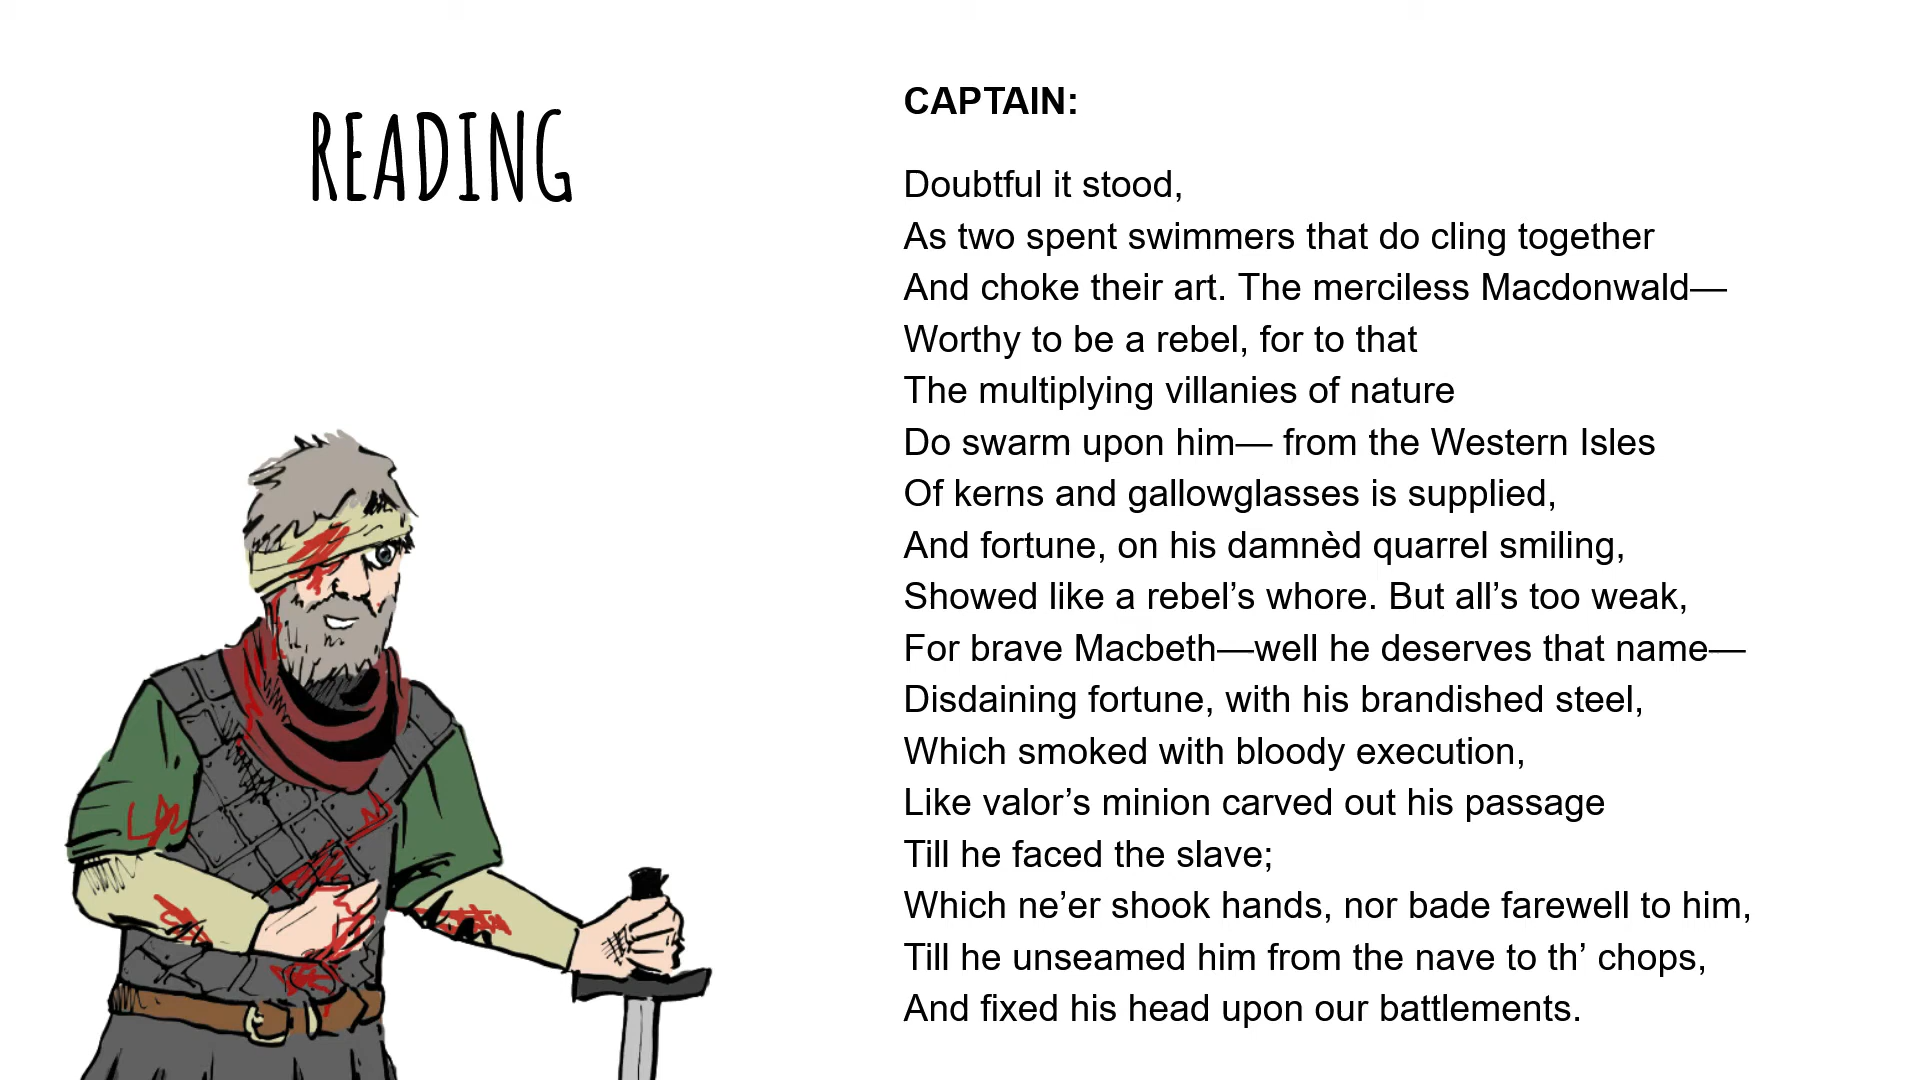 READING
CAPTAIN:
Doubtful it stood,
As two spent swimmers that do cling together
And choke their art. The merciless Macdonwald—
Worthy to be a rebel, for to that
The multiplying villanies of nature
Do swarm upon him— from the Western Isles
Of kerns and gallowglasses is supplied,
And fortune, on his damnèd quarrel smiling,
Showed like a rebel’s whore. But all’s too weak,
For brave Macbeth—well he deserves that name—
Disdaining fortune, with his brandished steel,
Which smoked with bloody execution,
Like valor’s minion carved out his passage
Till he faced the slave;
Which ne’er shook hands, nor bade farewell to him,
Till he unseamed him from the nave to th’ chops,
And fixed his head upon our battlements.